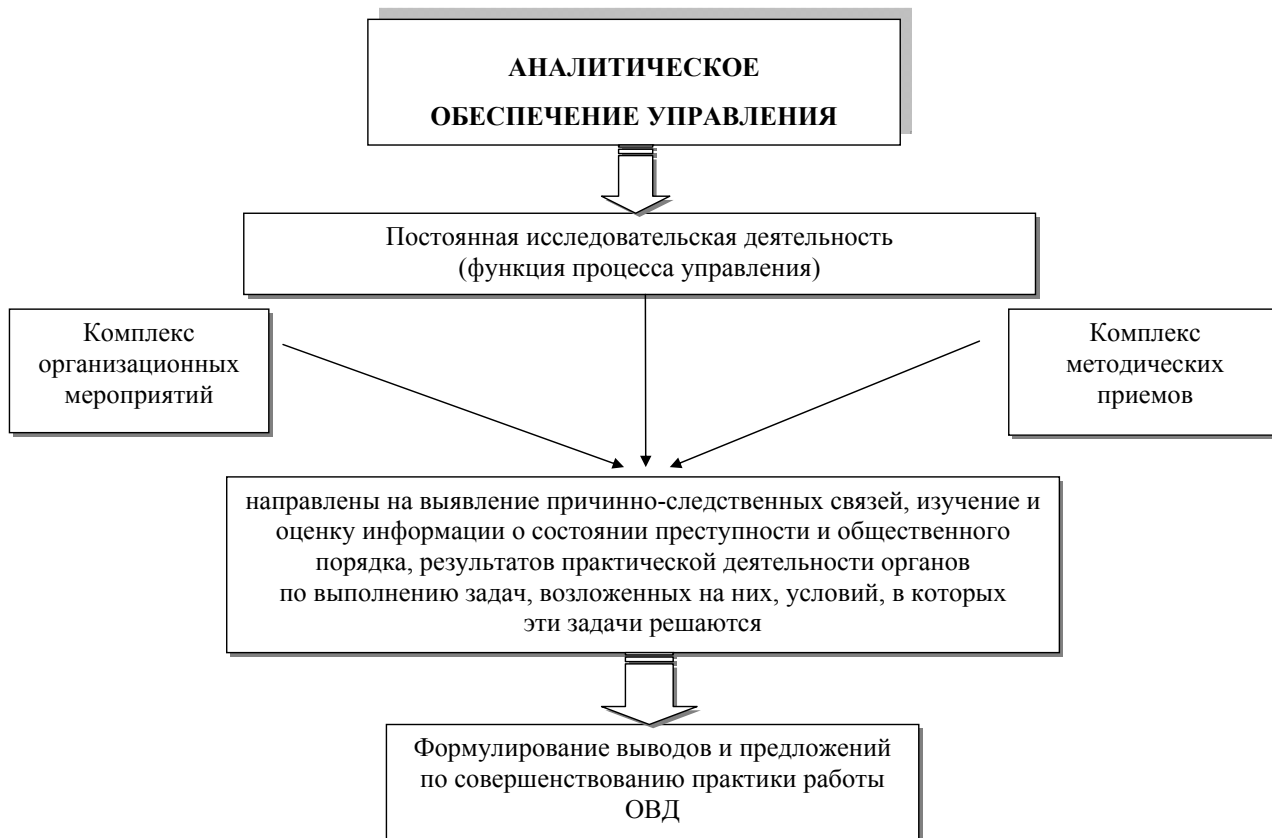 АНАЛИТИЧЕСКОЕ
ОБЕСПЕЧЕНИЕ УПРАВЛЕНИЯ
Постоянная исследовательская деятельность
(функция процесса управления)
Комплекс
организационных
мероприятий
Комплекс
методических
приемов
направлены на выявление причинно-следственных связей, изучение и
оценку информации о состоянии преступности и общественного
порядка, результатов практической деятельности органов
по выполнению задач, возложенных на них, условий, в которых
эти задачи решаются
Формулирование выводов и предложений
по совершенствованию практики работы
ОВД